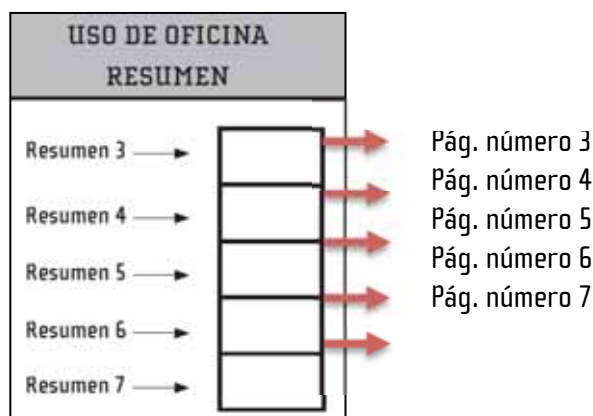 USO DE OFICINA
RESUMEN
Resumen 3
Resumen 4
Resumen 5
Resumen 6
Resumen 7
Pág. número 3
Pág. número 4
Pág. número 5
Pág. número 6
Pág. número 7